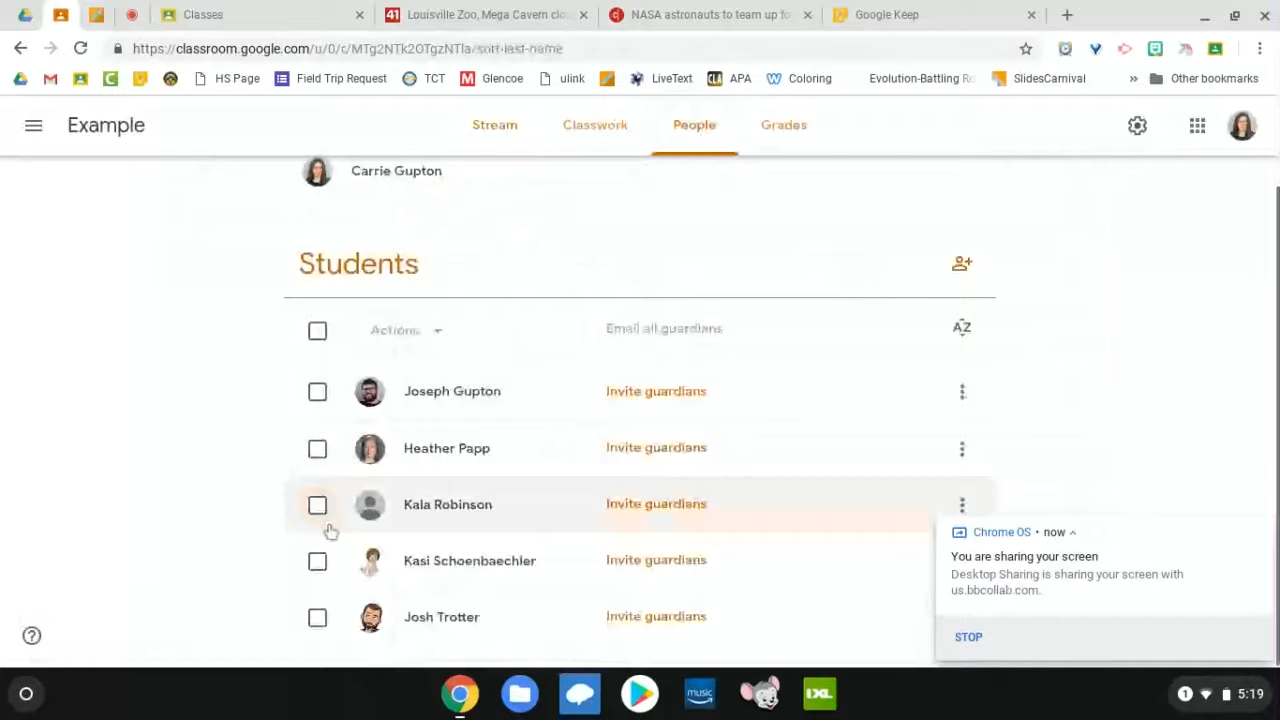 Classes
Louisville Zoo, Mega Cavern clo
NASA astronauts to team up fo
Google Keep
https://classroom.google.com/u/0/c/MTg2NTk2OTgzNTla/sort-last-name
HS Page
Field Trip Request
TCT
Glencoe
ulink
LiveText
APA
Coloring
Evolution-Battling Ro
SlidesCarnival
»
Other bookmarks
Example
Stream
Classwork
People
Grades
Carrie Gupton
Students
Actions
Email all guardians
AZ
Joseph Gupton
Invite guardians
Heather Papp
Invite guardians
Kala Robinson
Invite guardians
Kasi Schoenbaechler
Invite guardians
Josh Trotter
Invite guardians
Chrome OS • now
You are sharing your screen
Desktop Sharing is sharing your screen with
us.bbcollab.com.
STOP
music
IXL
1
5:19